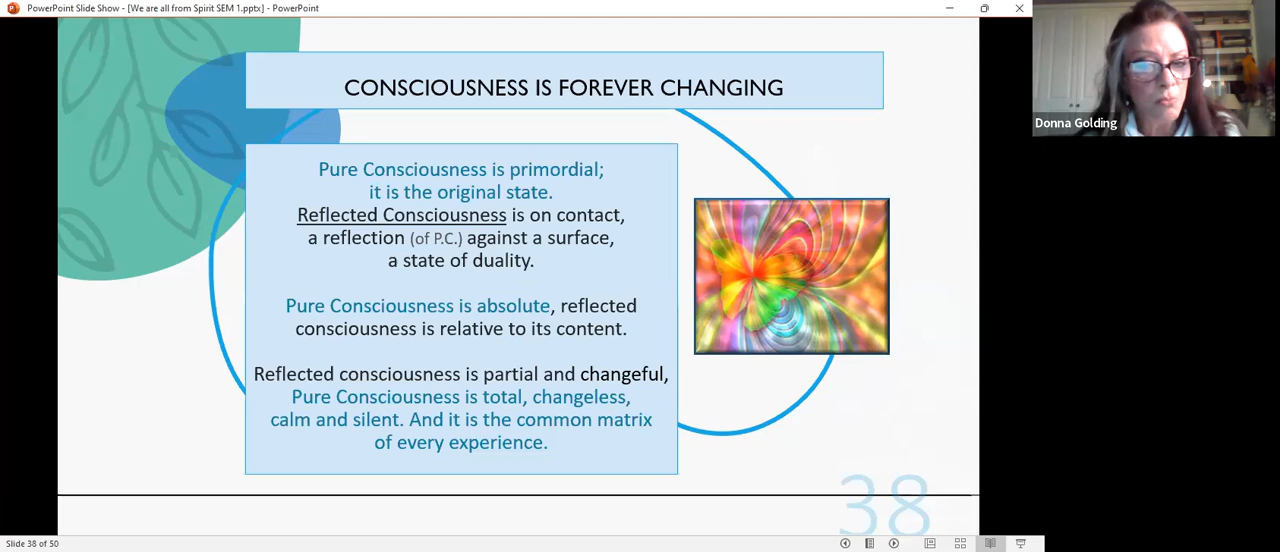 PowerPoint Slide Show - [We are all from Spirit SEM 1.pptx] - PowerPoint
CONSCIOUSNESS IS FOREVER CHANGING
Pure Consciousness is primordial;
it is the original state.
Reflected Consciousness is on contact,
a reflection (of P.C.) against a surface,
a state of duality.
Pure Consciousness is absolute, reflected
consciousness is relative to its content.
Reflected consciousness is partial and changeful,
Pure Consciousness is total, changeless,
calm and silent. And it is the common matrix
of every experience.
38
Slide 38 of 50
Donna Golding